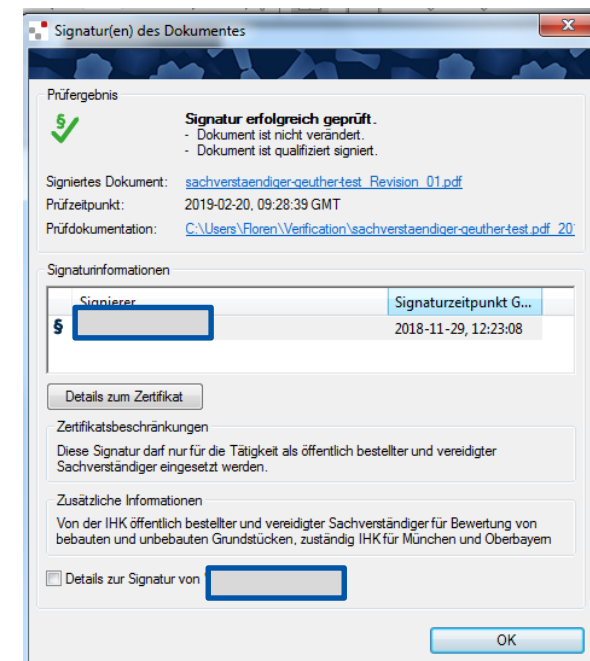 Signatur(en) des Dokumentes
Prüfergebnis
Signatur erfolgreich geprüft.
- Dokument ist nicht verändert.
- Dokument ist qualifiziert signiert.
Signiertes Dokument: sachverstaendiger-geuther-test_Revision_01.pdf
Prüfzeitpunkt: 2019-02-20, 09:28:39 GMT
Prüfdokumentation: C:\Users\Floren\Verification\sachverstaendiger-geuther-test.pdf_20
Signaturinformationen
Signierer Signaturzeitpunkt G...
§ 2018-11-29, 12:23:08
Details zum Zertifikat
Zertifikatsbeschränkungen
Diese Signatur darf nur für die Tätigkeit als öffentlich bestellter und vereidigter
Sachverständiger eingesetzt werden.
Zusätzliche Informationen
Von der IHK öffentlich bestellter und vereidigter Sachverständiger für Bewertung von
bebauten und unbebauten Grundstücken, zuständig IHK für München und Oberbayern
Details zur Signatur von
OK